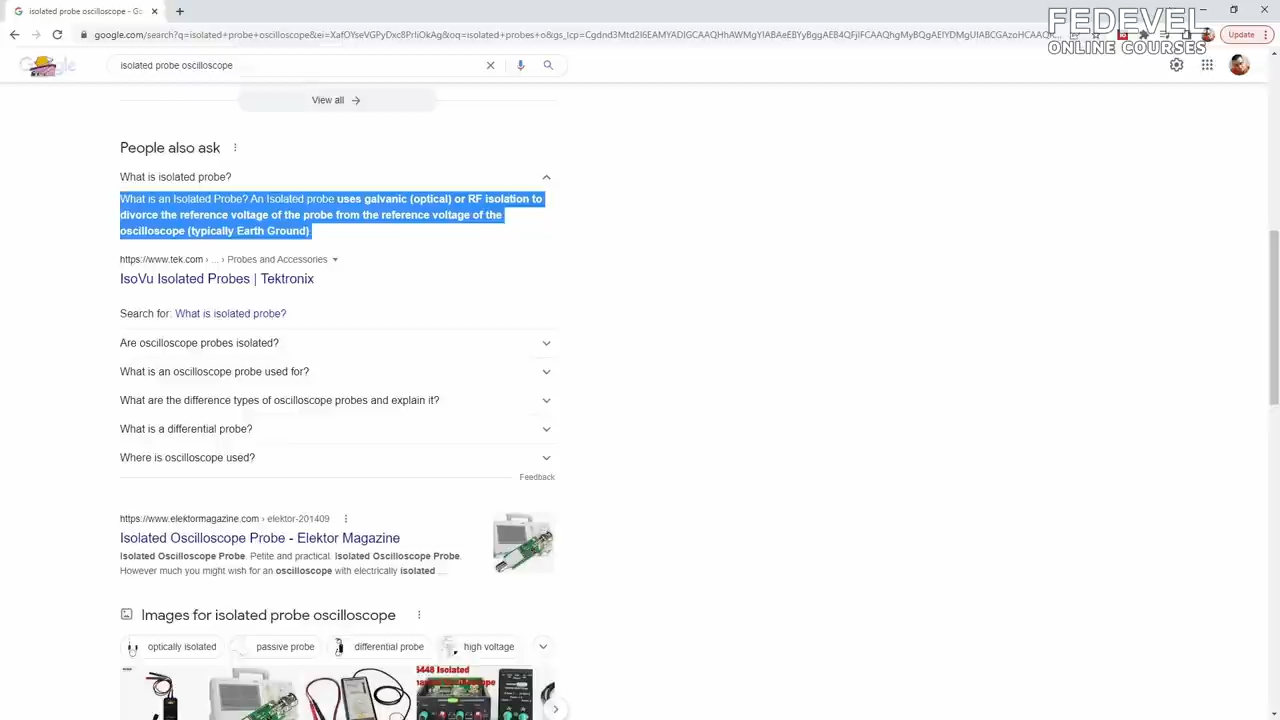 isolated probe oscilloscope - Go
FEDEVEL
ONLINE COURSES
Update
isolated probe oscilloscope
View all
People also ask
What is isolated probe?
What is an Isolated Probe? An Isolated probe uses galvanic (optical) or RF isolation to
divorce the reference voltage of the probe from the reference voltage of the
oscilloscope (typically Earth Ground)
https://www.tek.com › ... › Probes and Accessories
IsoVu Isolated Probes | Tektronix
Search for: What is isolated probe?
Are oscilloscope probes isolated?
What is an oscilloscope probe used for?
What are the difference types of oscilloscope probes and explain it?
What is a differential probe?
Where is oscilloscope used?
Feedback
https://www.elektormagazine.com › elektor-201409
Isolated Oscilloscope Probe - Elektor Magazine
Isolated Oscilloscope Probe. Petite and practical. Isolated Oscilloscope Probe.
However much you might wish for an oscilloscope with electrically isolated ...
Images for isolated probe oscilloscope
optically isolated
passive probe
differential probe
high voltage
Isolated